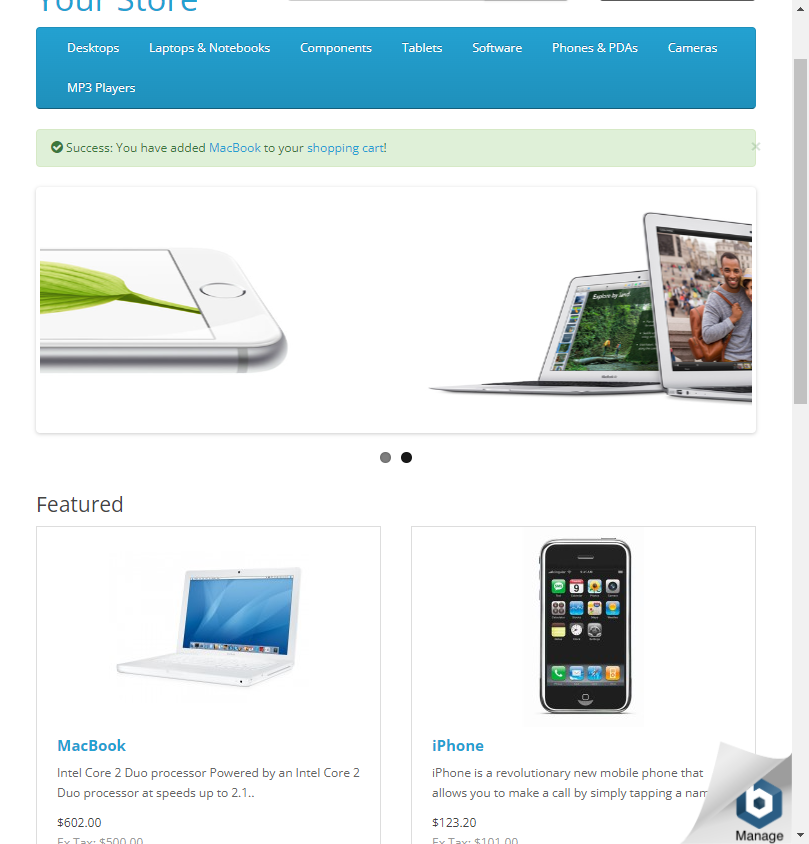 Your Store
Desktops Laptops & Notebooks Components Tablets Software Phones & PDAs Cameras
MP3 Players
Success: You have added MacBook to your shopping cart! ×
Explore by land
Featured
MacBook
Intel Core 2 Duo processor Powered by an Intel Core 2
Duo processor at speeds up to 2.1..
$602.00
Ex Tax: $500.00
iPhone
iPhone is a revolutionary new mobile phone that
allows you to make a call by simply tapping a nam
$123.20
Ex Tax: $101.00
Manage